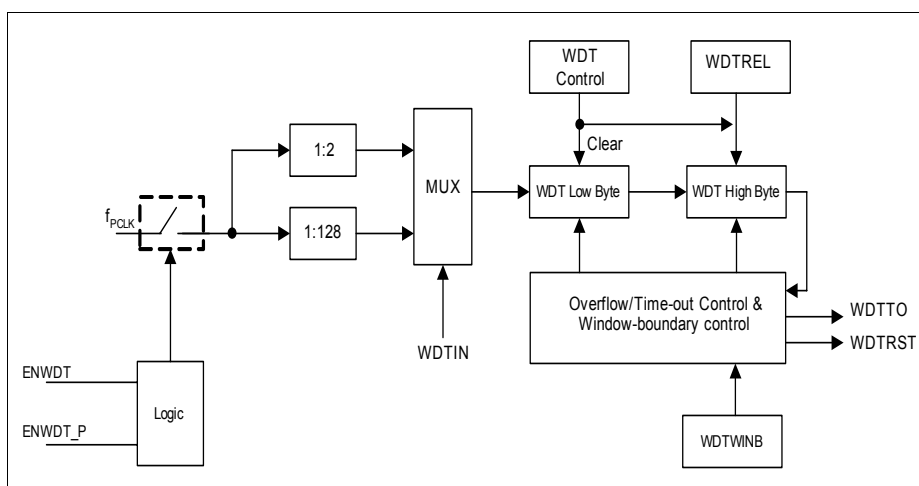 WDT
Control
WDTREL
Clear
1:2
MUX
WDT Low Byte
WDT High Byte
fPCLK
1:128
Overflow/Time-out Control &
Window-boundary control
WDTTO
WDTIN
WDTRST
ENWDT
Logic
ENWDT_P
WDTWINB